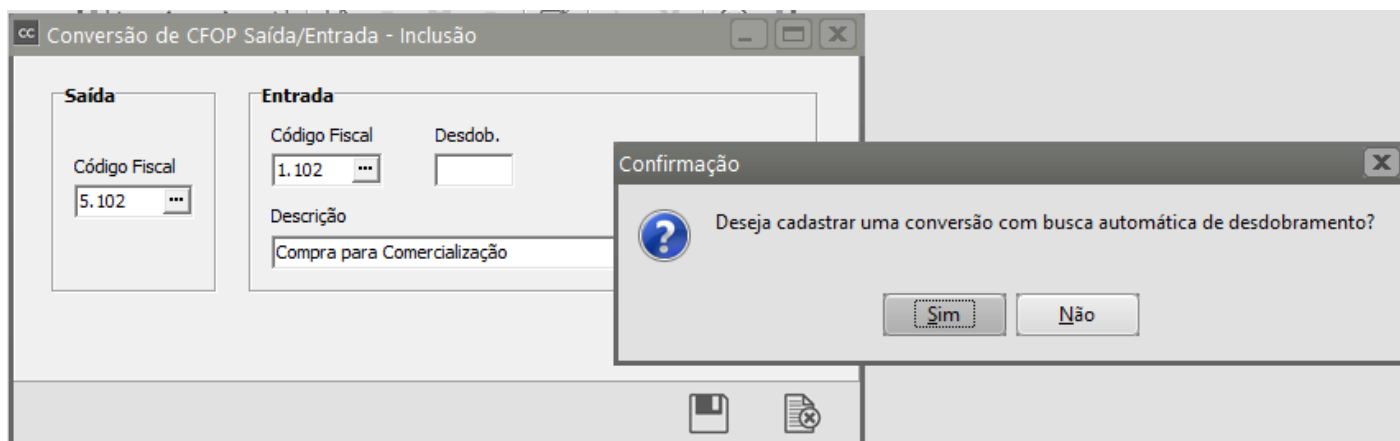 cc Conversão de CFOP Saída/Entrada - Inclusão
Saída
Código Fiscal
5.102 ...
Entrada
Código Fiscal
Desdob.
1.102 ...
Descrição
Compra para Comercialização
Confirmação
Deseja cadastrar uma conversão com busca automática de desdobramento?
Sim
Não